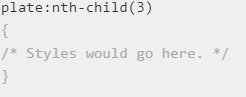 plate:nth-child(3)
{
/* Styles would go here. */
}